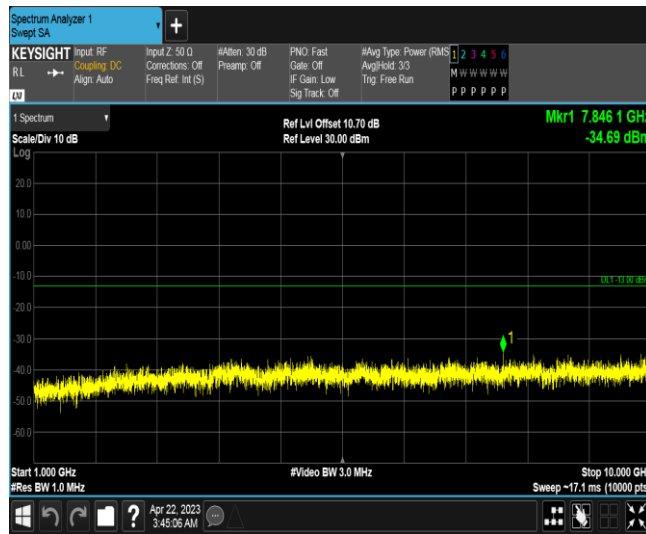 Spectrum Analyzer 1
Swept SA
+
KEYSIGHT
RL
LXI
Input: RF
Coupling: DC
Align: Auto
Input Z: 50 Ω
Corrections: Off
Freq Ref: Int (S)
#Atten: 30 dB
Preamp: Off
PNO: Fast
Gate: Off
IF Gain: Low
Sig Track: Off
#Avg Type: Power (RMS
Avg|Hold: 3/3
Trig: Free Run
1 2 3 4 5 6
M W W W W W
P P P P P P
1 Spectrum
Scale/Div 10 dB
Log
Ref Lvl Offset 10.70 dB
Ref Level 30.00 dBm
Mkr1 7.846 1 GHz
-34.69 dBm
20.0
10.0
0.00
-10.0
DL1 -13.00 dBm
-20.0
-30.0
1
-40.0
-50.0
-60.0
Start 1.000 GHz
#Res BW 1.0 MHz
#Video BW 3.0 MHz
Stop 10.000 GH
Sweep ~17.1 ms (10000 pts
?
Apr 22, 2023
3:45:06 AM